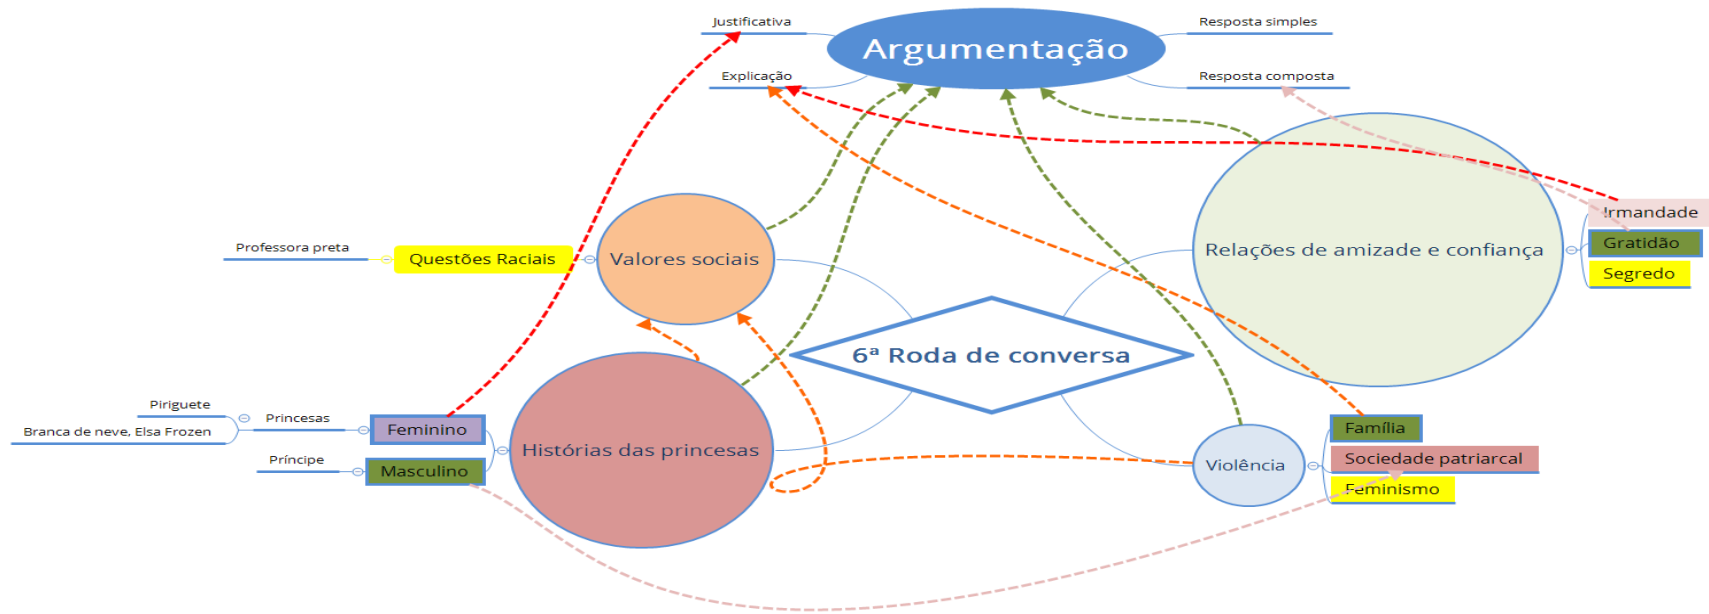 Justificativa
Argumentação
Resposta simples
Explicação
Resposta composta
Irmandade
Professora preta
Questões Raciais
Valores sociais
Relações de amizade e confiança
Gratidão
Segredo
6ª Roda de conversa
Piriguete
Princesas
Branca de neve, Elsa Frozen
Feminino
Histórias das princesas
Príncipe
Masculino
Família
Violência
Sociedade patriarcal
Feminismo